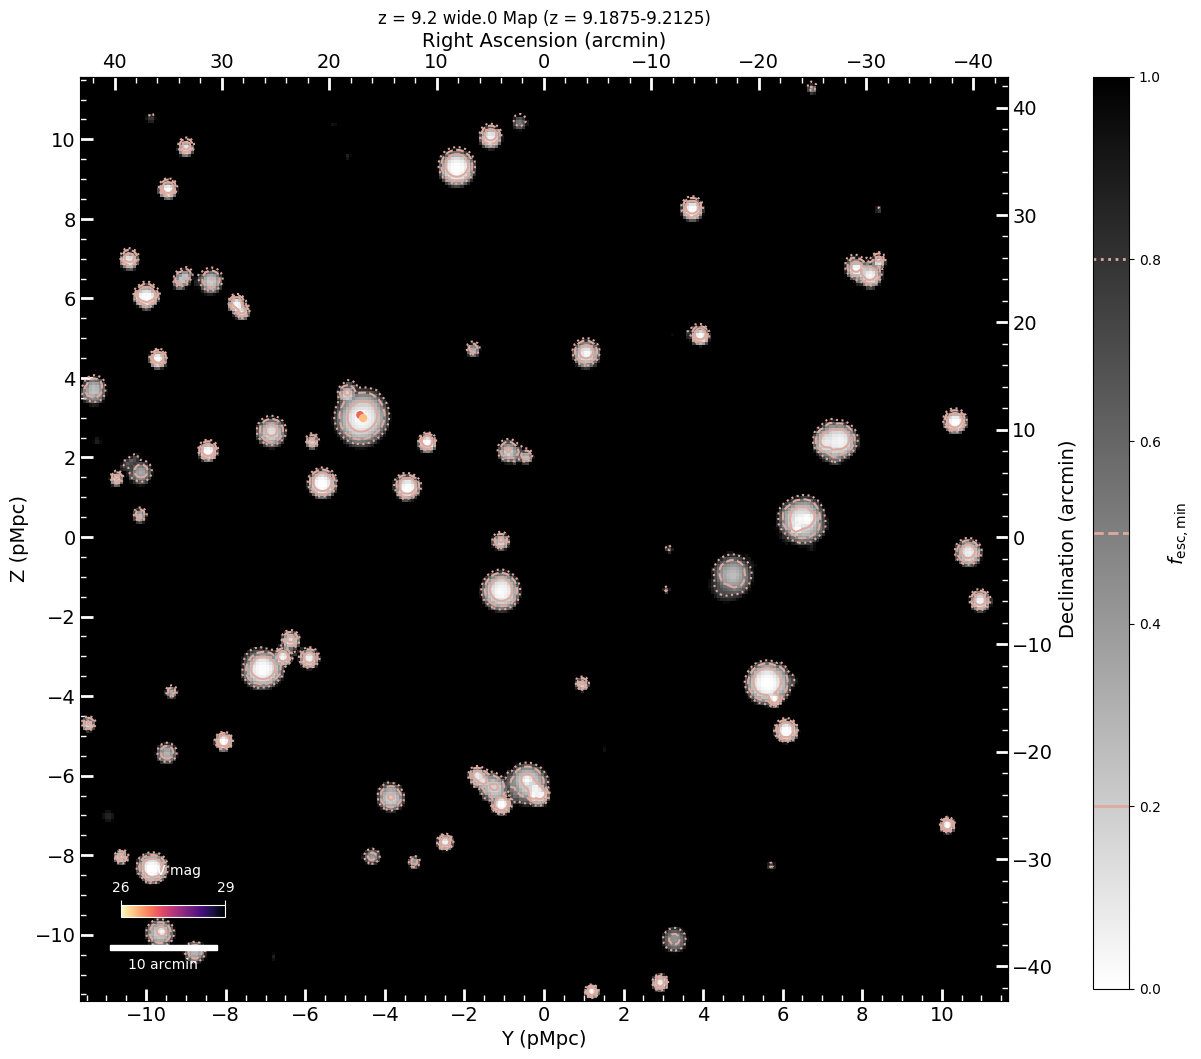 z = 9.2 wide.0 Map (z = 9.1875-9.2125)
Right Ascension (arcmin)
40 30 20 10 0 −10 −20 −30 −40
10 8 6 4 2 0 −2 −4 −6 −8 −10
Z (pMpc)
40 30 20 10 0 −10 −20 −30 −40
Declination (arcmin)
1.0 0.8 0.6 0.4 0.2 0.0
fesc, min
mag
26 29
10 arcmin
−10 −8 −6 −4 −2 0 2 4 6 8 10
Y (pMpc)